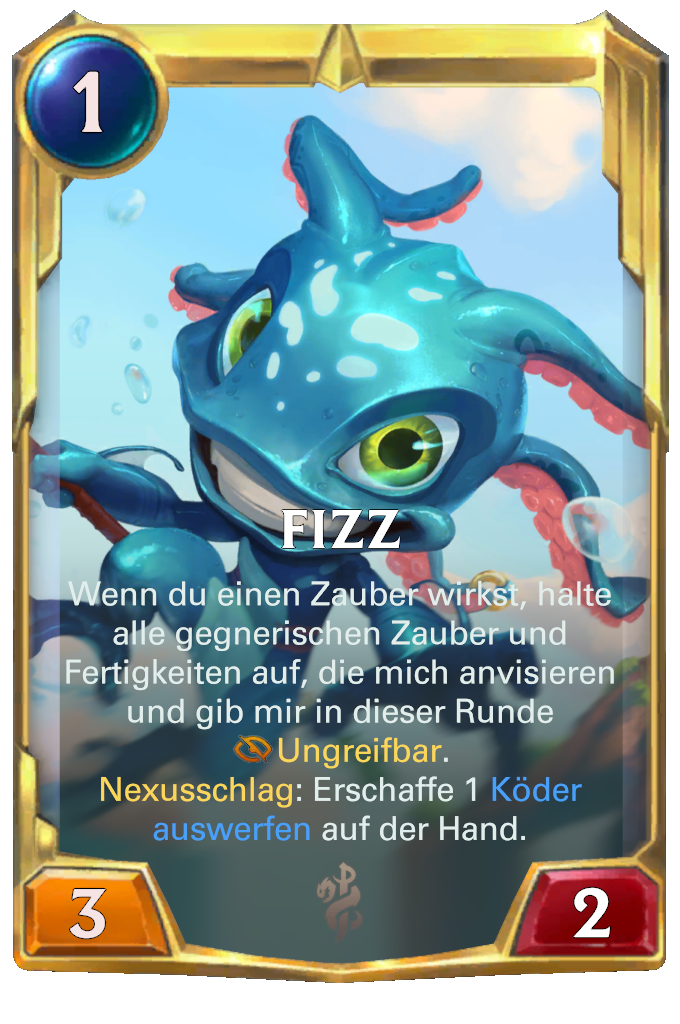 1
FIZZ
Wenn du einen Zauber wirkst, halte
alle gegnerischen Zauber und
Fertigkeiten auf, die mich anvisieren
und gib mir in dieser Runde
Ungreifbar.
Nexusschlag: Erschaffe 1 Köder
auswerfen auf der Hand.
3
2